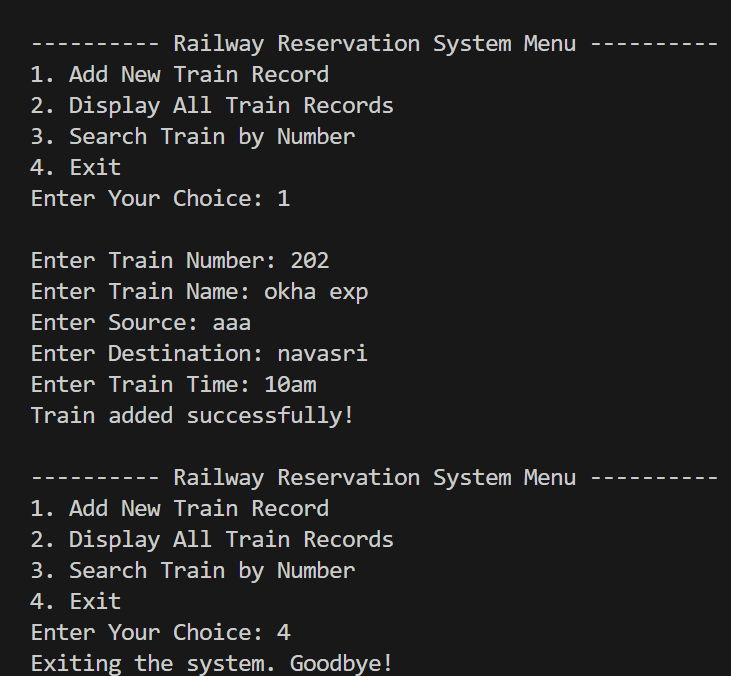 ---------- Railway Reservation System Menu ----------
1. Add New Train Record
2. Display All Train Records
3. Search Train by Number
4. Exit
Enter Your Choice: 1
Enter Train Number: 202
Enter Train Name: okha exp
Enter Source: aaa
Enter Destination: navasri
Enter Train Time: 10am
Train added successfully!
---------- Railway Reservation System Menu ----------
1. Add New Train Record
2. Display All Train Records
3. Search Train by Number
4. Exit
Enter Your Choice: 4
Exiting the system. Goodbye!